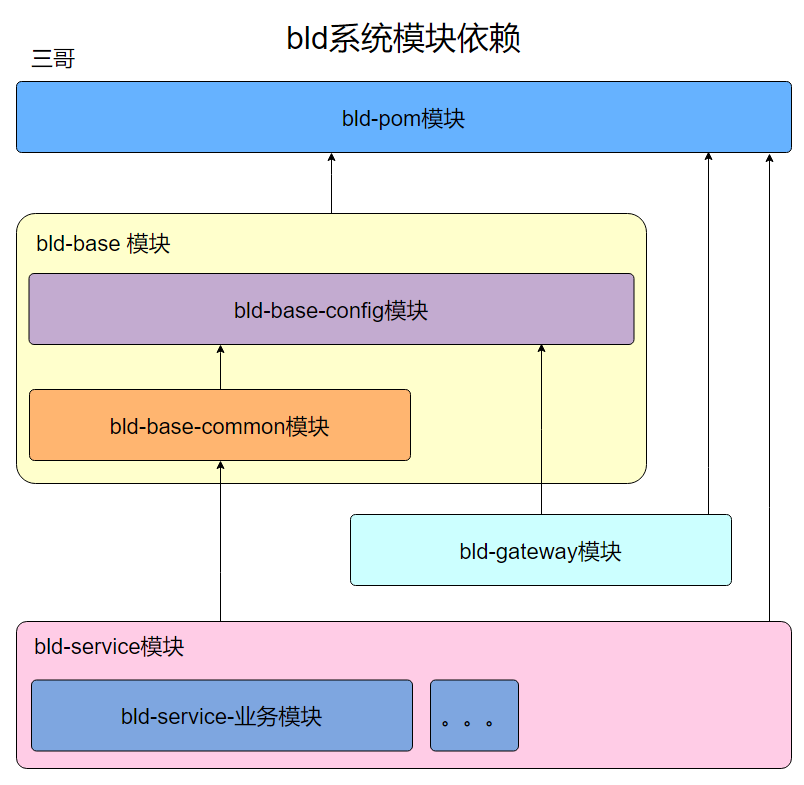 bld系统模块依赖
三哥
bld-pom模块
bld-base 模块
bld-base-config模块
bld-base-common模块
bld-gateway模块
bld-service模块
bld-service-业务模块
。。。